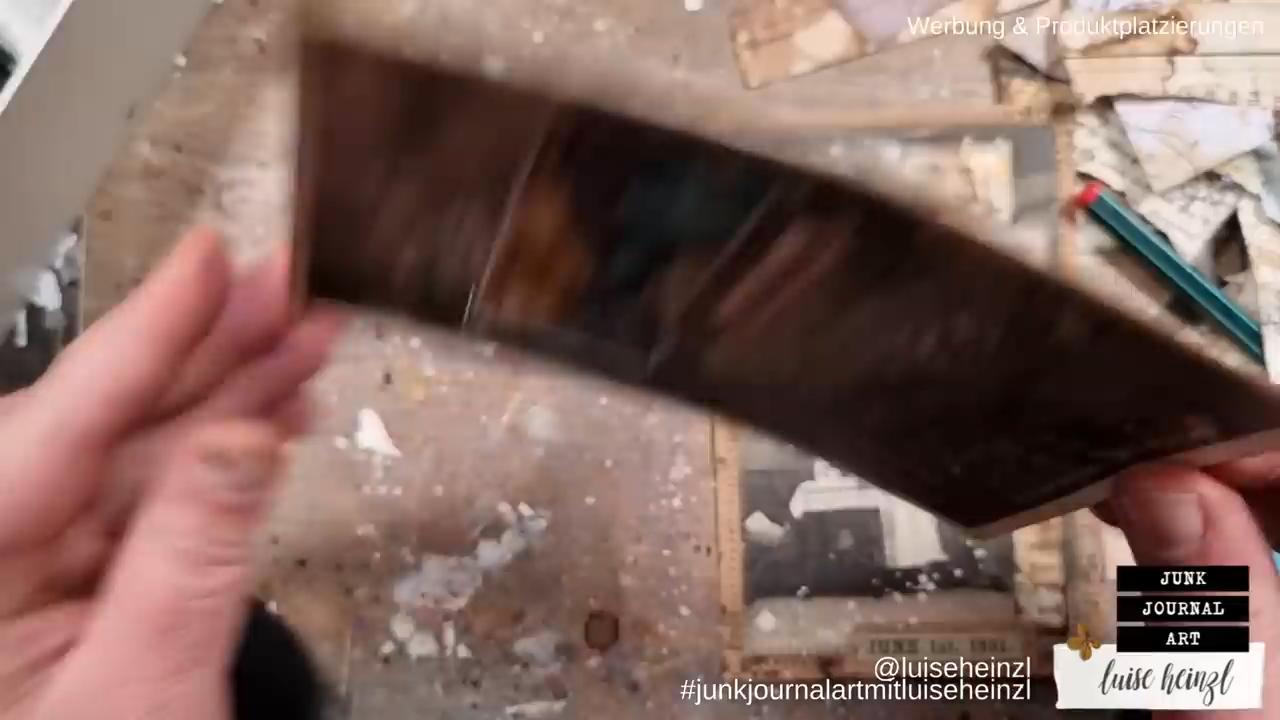 Werbung & Produktplatzierungen
JUNK
JOURNAL
ART
luise heinzl
@luiseheinzl
#junkjournalartmitluiseheinzl